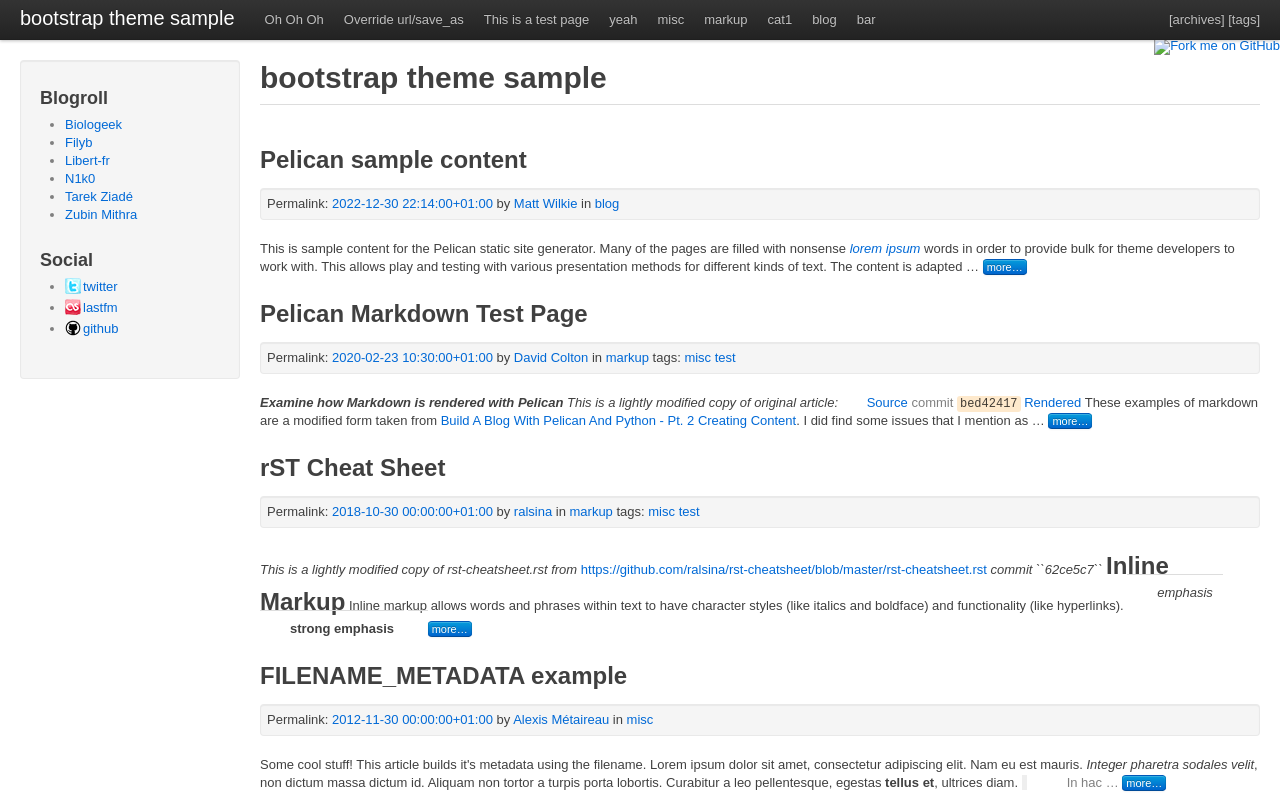 bootstrap theme sample Oh Oh Oh Override url/save_as This is a test page yeah misc markup cat1 blog bar [archives] [tags]
Fork me on GitHub
Blogroll
Biologeek
Filyb
Libert-fr
N1k0
Tarek Ziadé
Zubin Mithra
Social
twitter
lastfm
github
bootstrap theme sample
Pelican sample content
Permalink: 2022-12-30 22:14:00+01:00 by Matt Wilkie in blog
This is sample content for the Pelican static site generator. Many of the pages are filled with nonsense lorem ipsum words in order to provide bulk for theme developers to
work with. This allows play and testing with various presentation methods for different kinds of text. The content is adapted … more…
Pelican Markdown Test Page
Permalink: 2020-02-23 10:30:00+01:00 by David Colton in markup tags: misc test
Examine how Markdown is rendered with Pelican This is a lightly modified copy of original article: Source commit bed42417 Rendered These examples of markdown
are a modified form taken from Build A Blog With Pelican And Python - Pt. 2 Creating Content. I did find some issues that I mention as … more…
rST Cheat Sheet
Permalink: 2018-10-30 00:00:00+01:00 by ralsina in markup tags: misc test
This is a lightly modified copy of rst-cheatsheet.rst from https://github.com/ralsina/rst-cheatsheet/blob/master/rst-cheatsheet.rst commit ``62ce5c7`` Inline
Markup Inline markup allows words and phrases within text to have character styles (like italics and boldface) and functionality (like hyperlinks). emphasis
strong emphasis more…
FILENAME_METADATA example
Permalink: 2012-11-30 00:00:00+01:00 by Alexis Métaireau in misc
Some cool stuff! This article builds it's metadata using the filename. Lorem ipsum dolor sit amet, consectetur adipiscing elit. Nam eu est mauris. Integer pharetra sodales velit,
non dictum massa dictum id. Aliquam non tortor a turpis porta lobortis. Curabitur a leo pellentesque, egestas tellus et, ultrices diam. In hac … more…